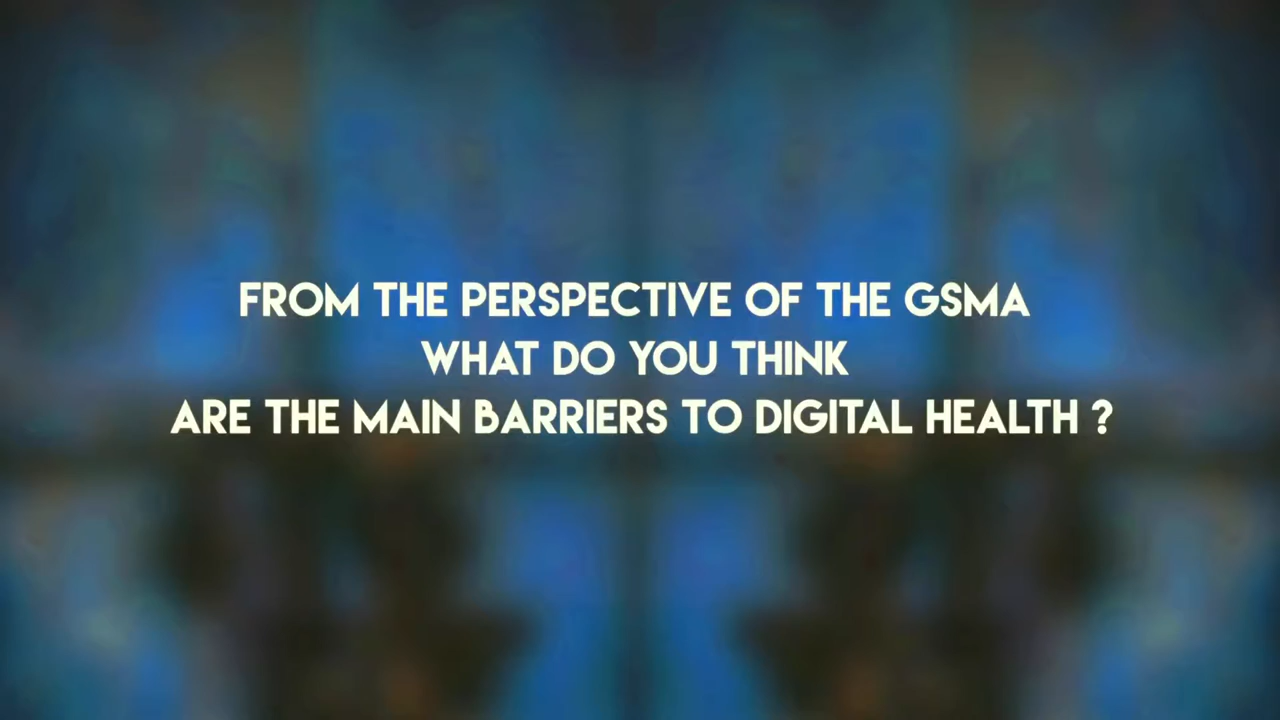 FROM THE PERSPECTIVE OF THE GSMA
WHAT DO YOU THINK
ARE THE MAIN BARRIERS TO DIGITAL HEALTH ?